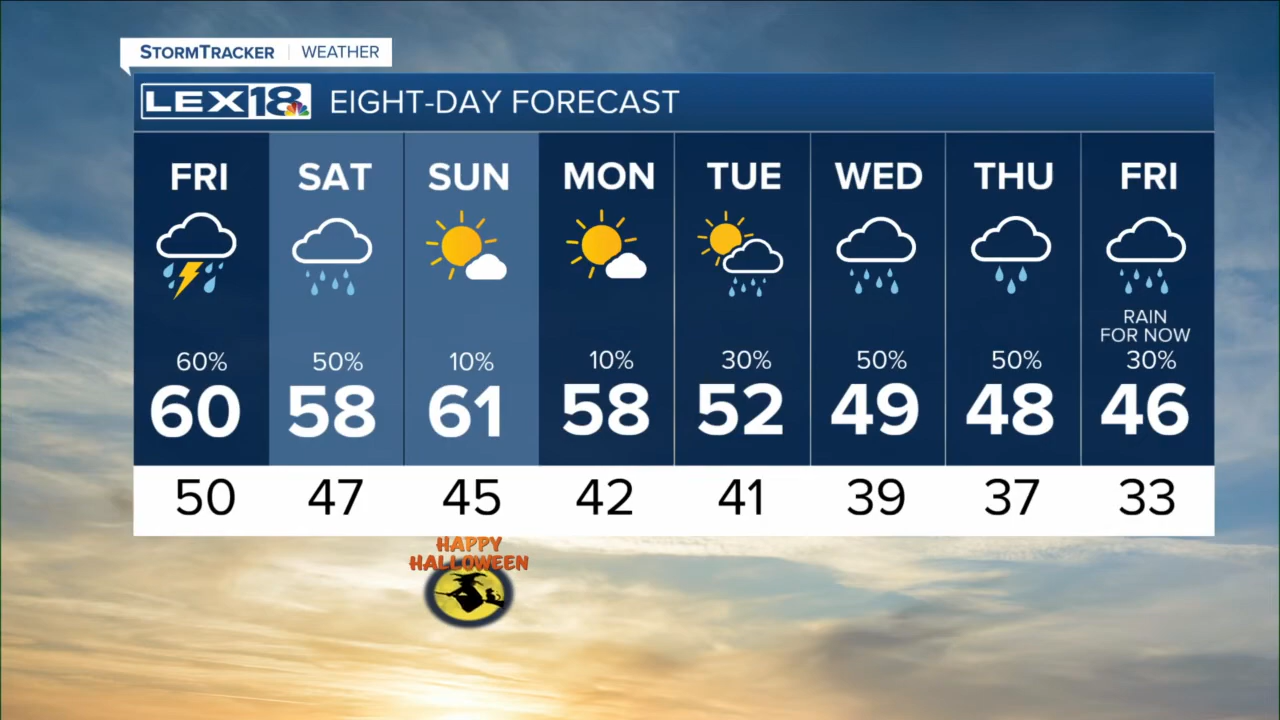 STORMTRACKER | WEATHER
LEX18 EIGHT-DAY FORECAST
FRI SAT SUN MON TUE WED THU FRI
RAIN
FOR NOW
60% 50% 10% 10% 30% 50% 50% 30%
60 58 61 58 52 49 48 46
50 47 45 42 41 39 37 33
HAPPY
HALLOWEEN